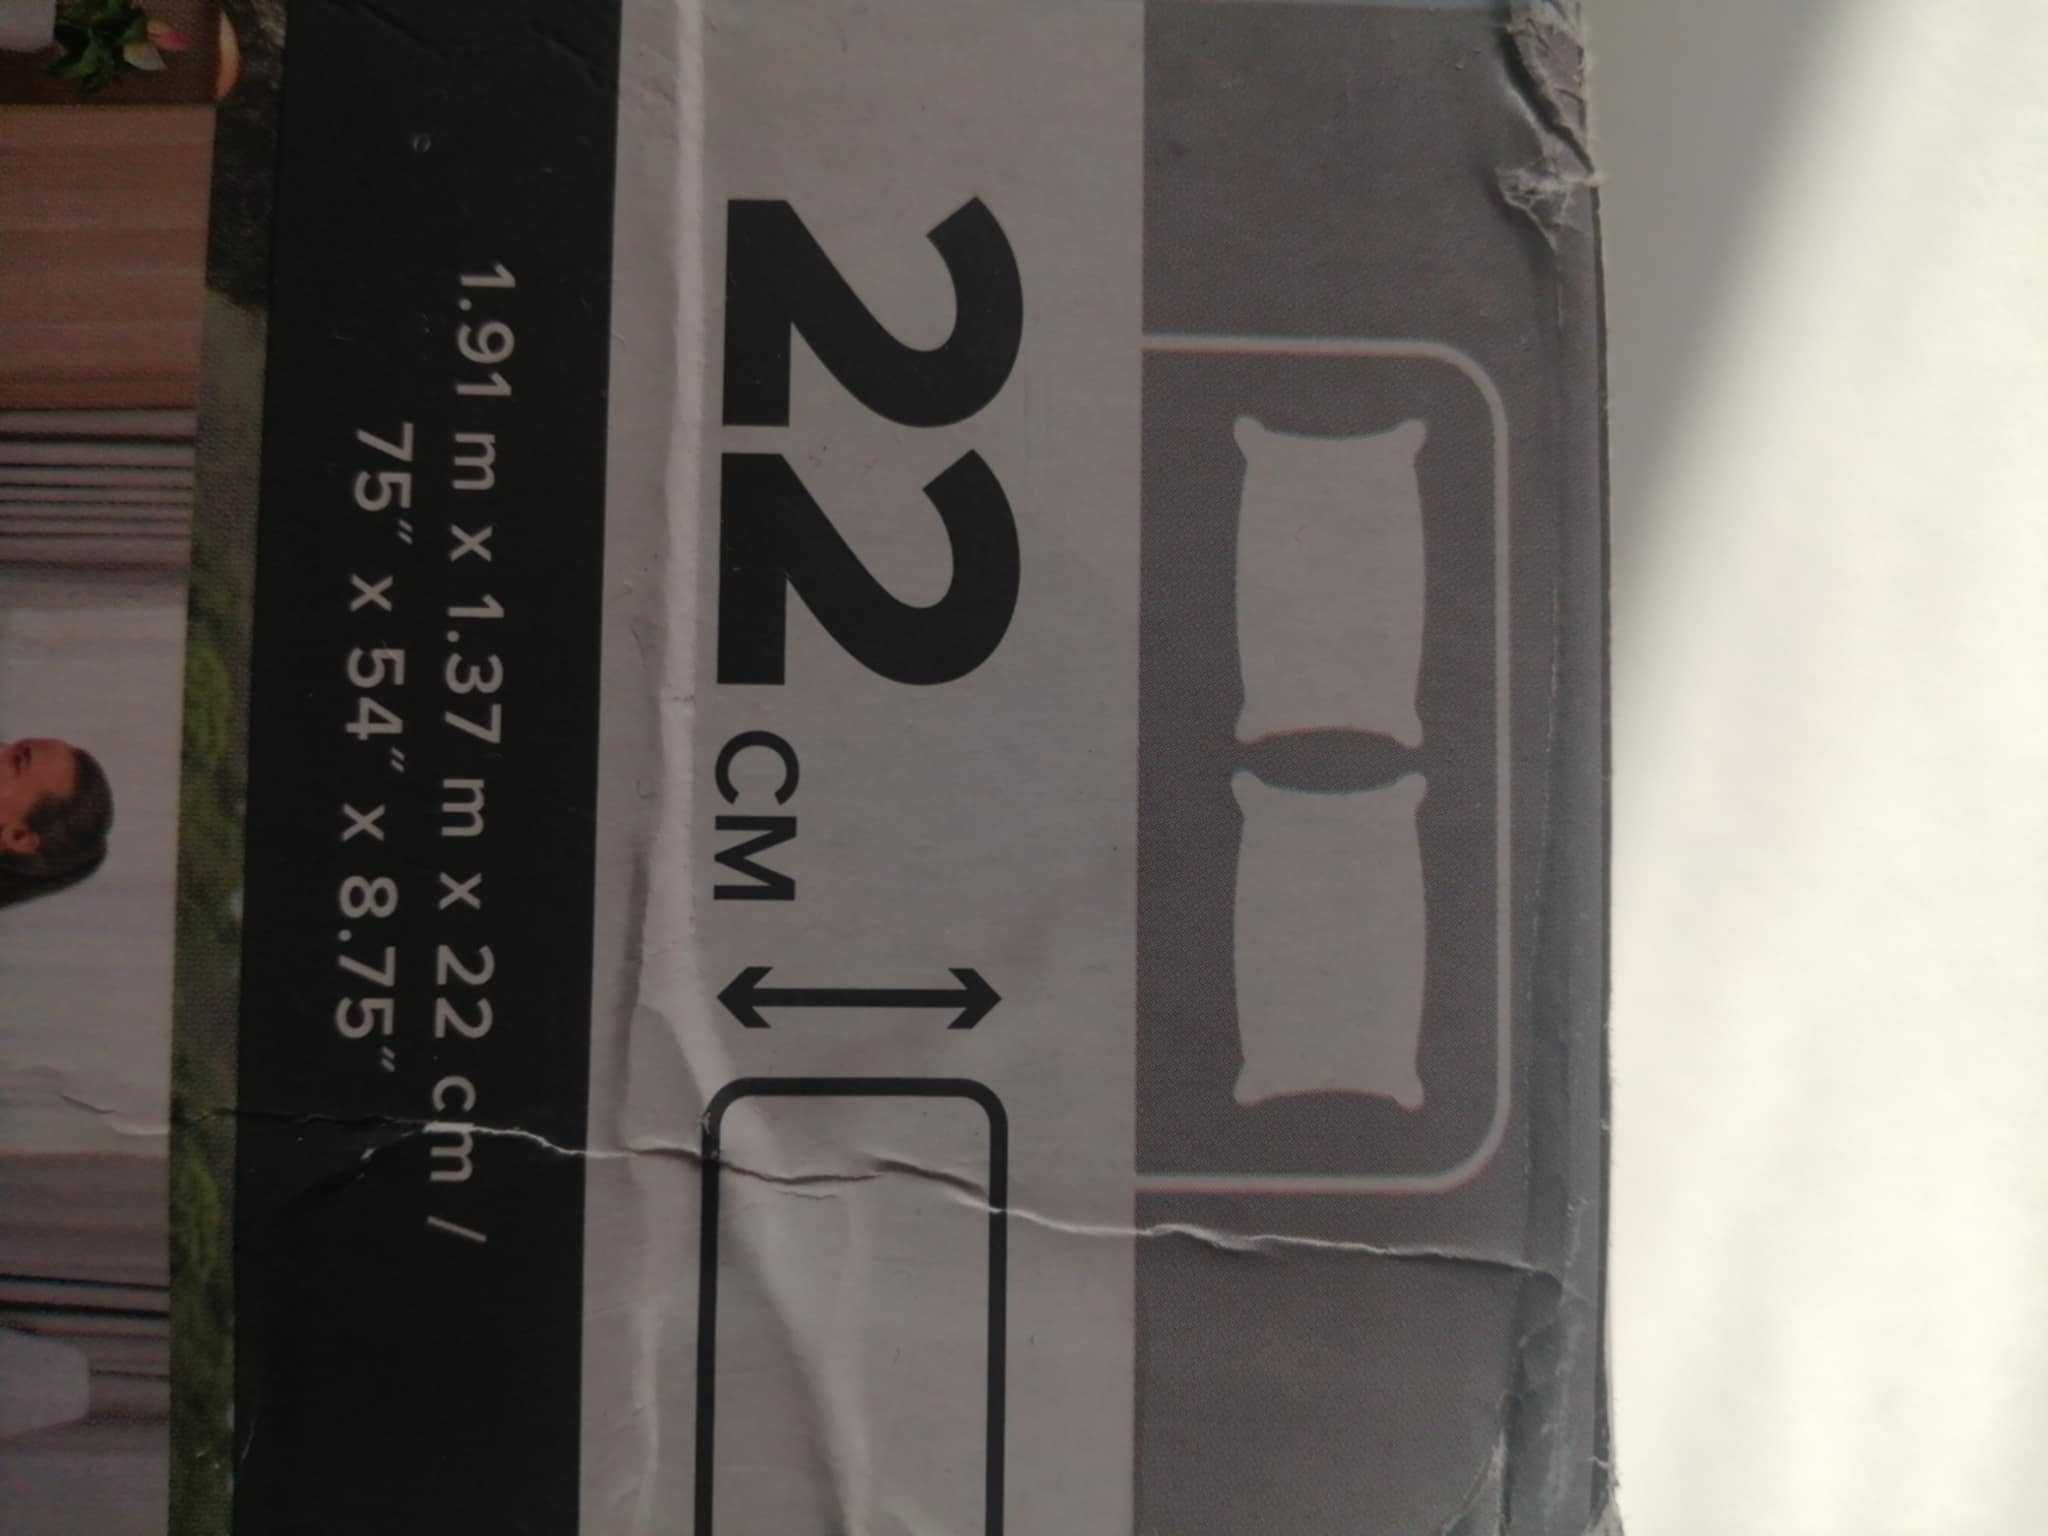 22 CM
1.91 m x 1.37 m x 22 cm /
75" x 54" x 8.75"